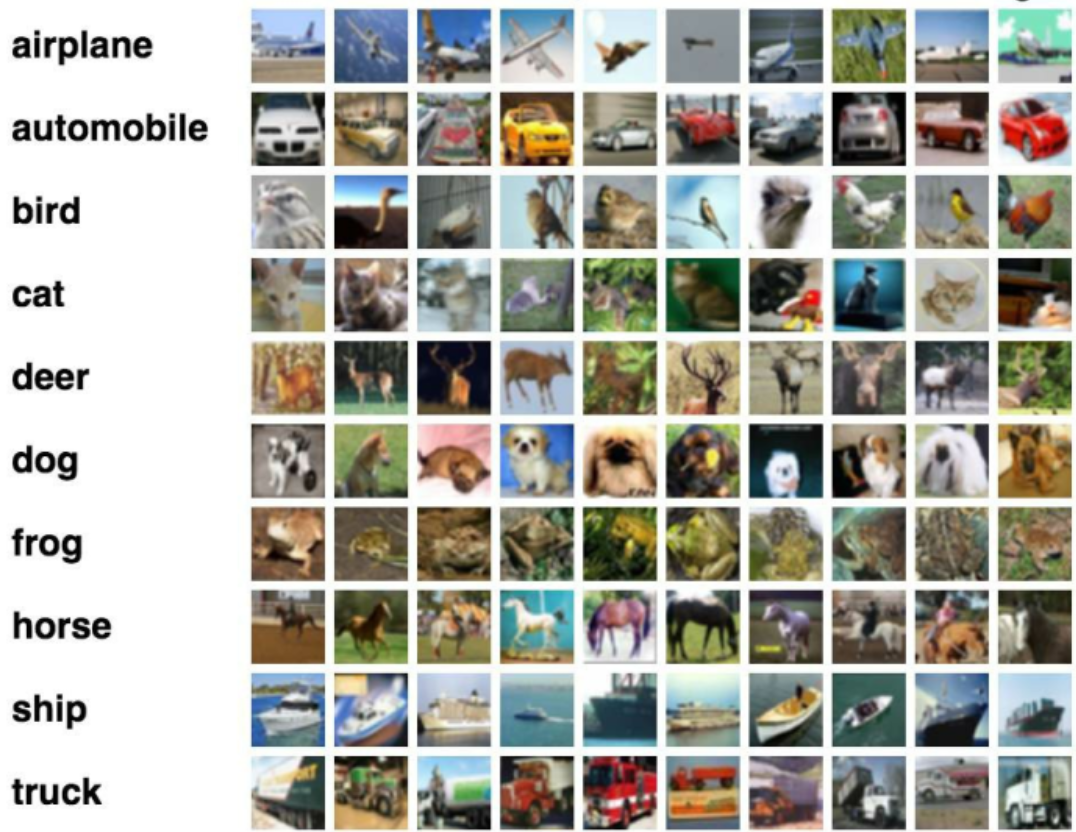 airplane
automobile
bird
cat
deer
dog
frog
horse
ship
truck